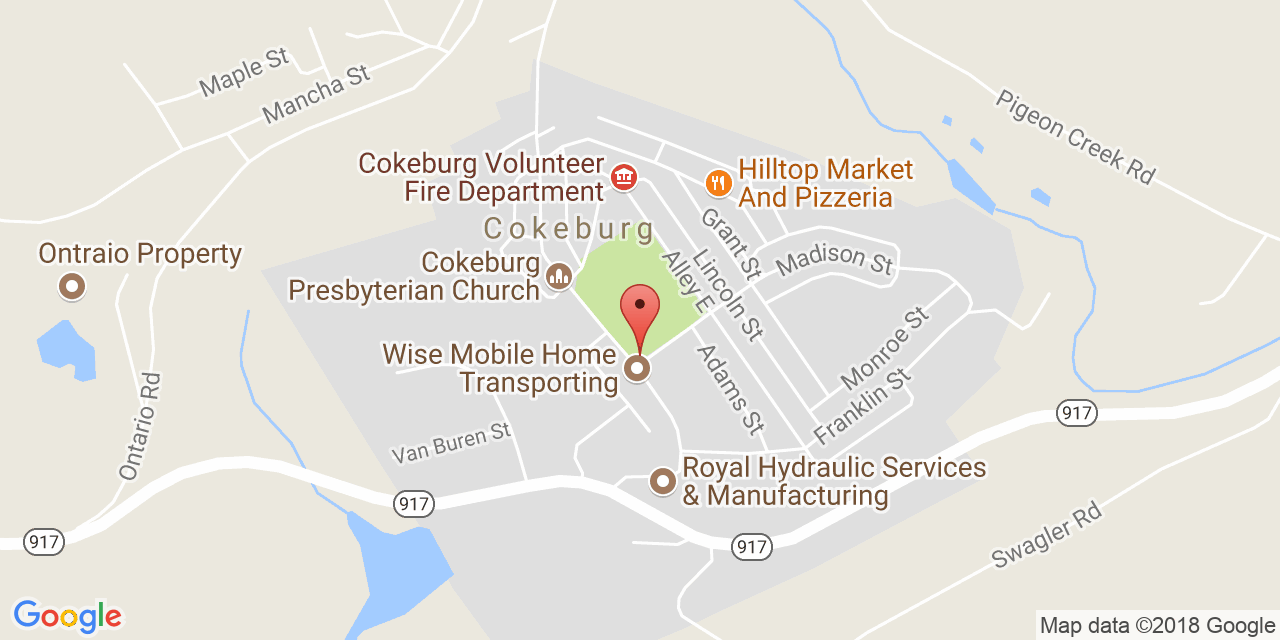 Maple St
Mancha St
Pigeon Creek Rd
Cokeburg Volunteer
Fire Department
Hilltop Market
And Pizzeria
Cokeburg
Grant St
Ontraio Property
Cokeburg
Presbyterian Church
Alley E
Lincoln St
Madison St
Wise Mobile Home
Transporting
Adams St
Monroe St
Franklin St
Ontario Rd
Van Buren St
917
Royal Hydraulic Services
& Manufacturing
917
917
917
Swagler Rd
Google
Map data ©2018 Google